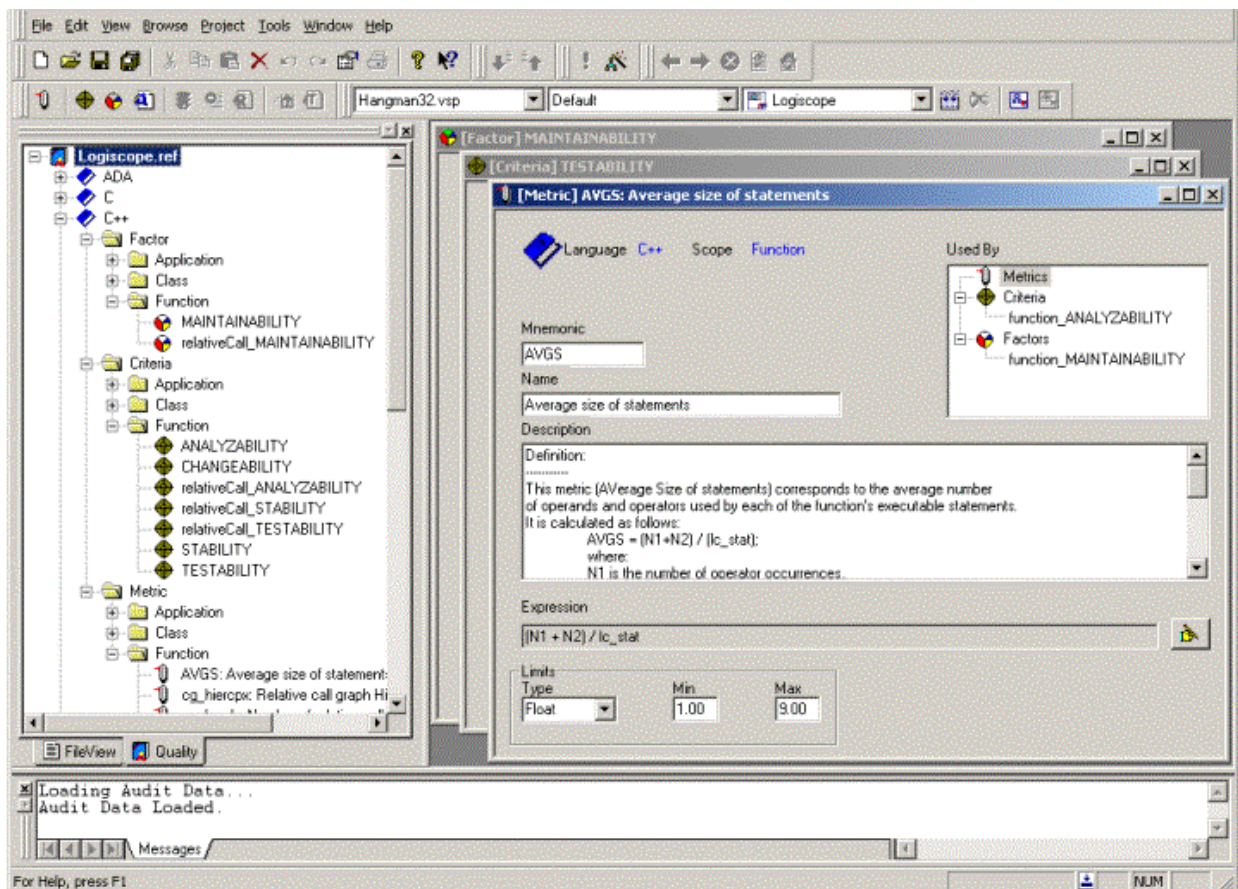 File Edit View Browse Project Tools Window Help
Hangman32.vsp Default Logiscope
Logiscope.ref
ADA
C
C++
Factor
Application
Class
Function
MAINTAINABILITY
relativeCall_MAINTAINABILITY
Criteria
Application
Class
Function
ANALYZABILITY
CHANGEABILITY
relativeCall_ANALYZABILITY
relativeCall_STABILITY
relativeCall_TESTABILITY
STABILITY
TESTABILITY
Metric
Application
Class
Function
AVGS: Average size of statement
cg_hiercpx: Relative call graph Hi
FileView Quality
[Factor] MAINTAINABILITY
[Criteria] TESTABILITY
[Metric] AVGS: Average size of statements
Language C++ Scope Function
Used By
Metrics
Criteria
function_ANALYZABILITY
Factors
function_MAINTAINABILITY
Mnemonic
AVGS
Name
Average size of statements
Description
Definition:
------------
This metric (AVerage Size of statements) corresponds to the average number
of operands and operators used by each of the function's executable statements.
It is calculated as follows:
AVGS = (N1+N2) / (lc_stat);
where:
N1 is the number of operator occurrences.
Expression
(N1 + N2) / lc_stat
Limits
Type Min Max
Float 1.00 9.00
Loading Audit Data...
Audit Data Loaded.
Messages
For Help, press F1 NUM